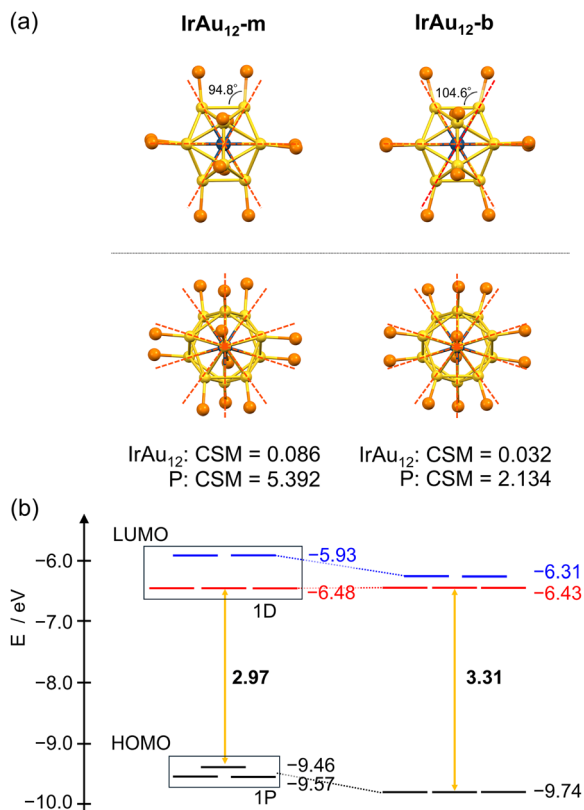 (a)
IrAu₁₂-m IrAu₁₂-b
94.8° 104.6°
IrAu₁₂: CSM = 0.086 IrAu₁₂: CSM = 0.032
P: CSM = 5.392 P: CSM = 2.134
(b)
LUMO
−5.93
−6.0
−6.31
−6.48 −6.43
1D
E / eV
−7.0
−8.0
2.97 3.31
−9.0
HOMO
−9.46
−9.57
−9.74
1P
−10.0